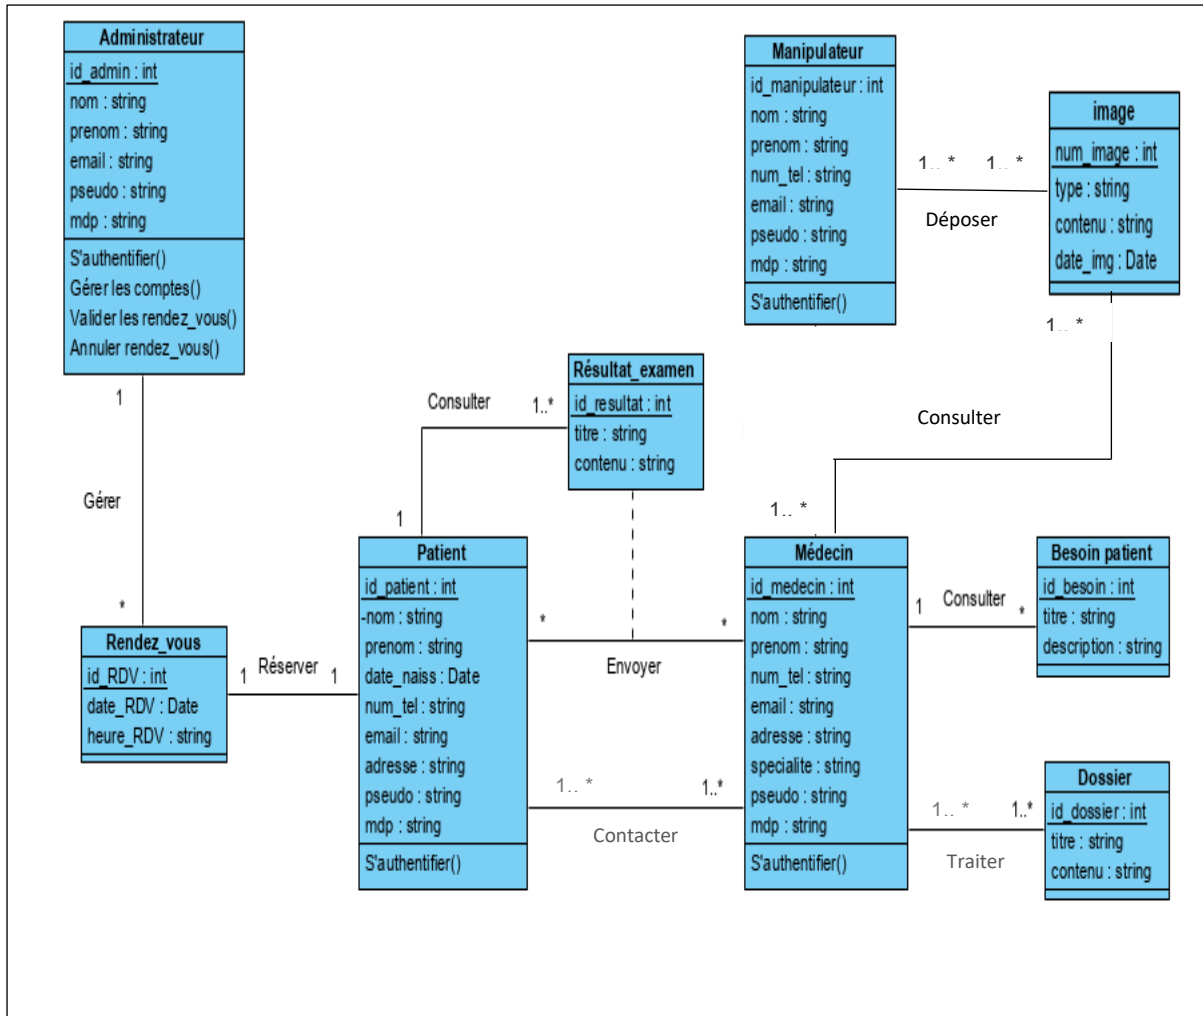 Administrateur
id_admin : int
nom : string
prenom : string
email : string
pseudo : string
mdp : string
S'authentifier()
Gérer les comptes()
Valider les rendez_vous()
Annuler rendez_vous()
Manipulateur
id_manipulateur : int
nom : string
prenom : string
num_tel : string
email : string
pseudo : string
mdp : string
S'authentifier()
1.. *
1.. *
Déposer
image
num_image : int
type : string
contenu : string
date_img : Date
1.. *
Consulter
1.. *
1
Gérer
*
Consulter
1..*
1
Résultat_examen
id_resultat : int
titre : string
contenu : string
Rendez_vous
id_RDV : int
date_RDV : Date
heure_RDV : string
1
Réserver
1
Patient
id_patient : int
-nom : string
prenom : string
date_naiss : Date
num_tel : string
email : string
adresse : string
pseudo : string
mdp : string
S'authentifier()
*
*
Envoyer
1.. *
1..*
Contacter
Médecin
id_medecin : int
nom : string
prenom : string
num_tel : string
email : string
adresse : string
specialite : string
pseudo : string
mdp : string
S'authentifier()
1
Consulter
*
Besoin patient
id_besoin : int
titre : string
description : string
1.. *
1..*
Traiter
Dossier
id_dossier : int
titre : string
contenu : string